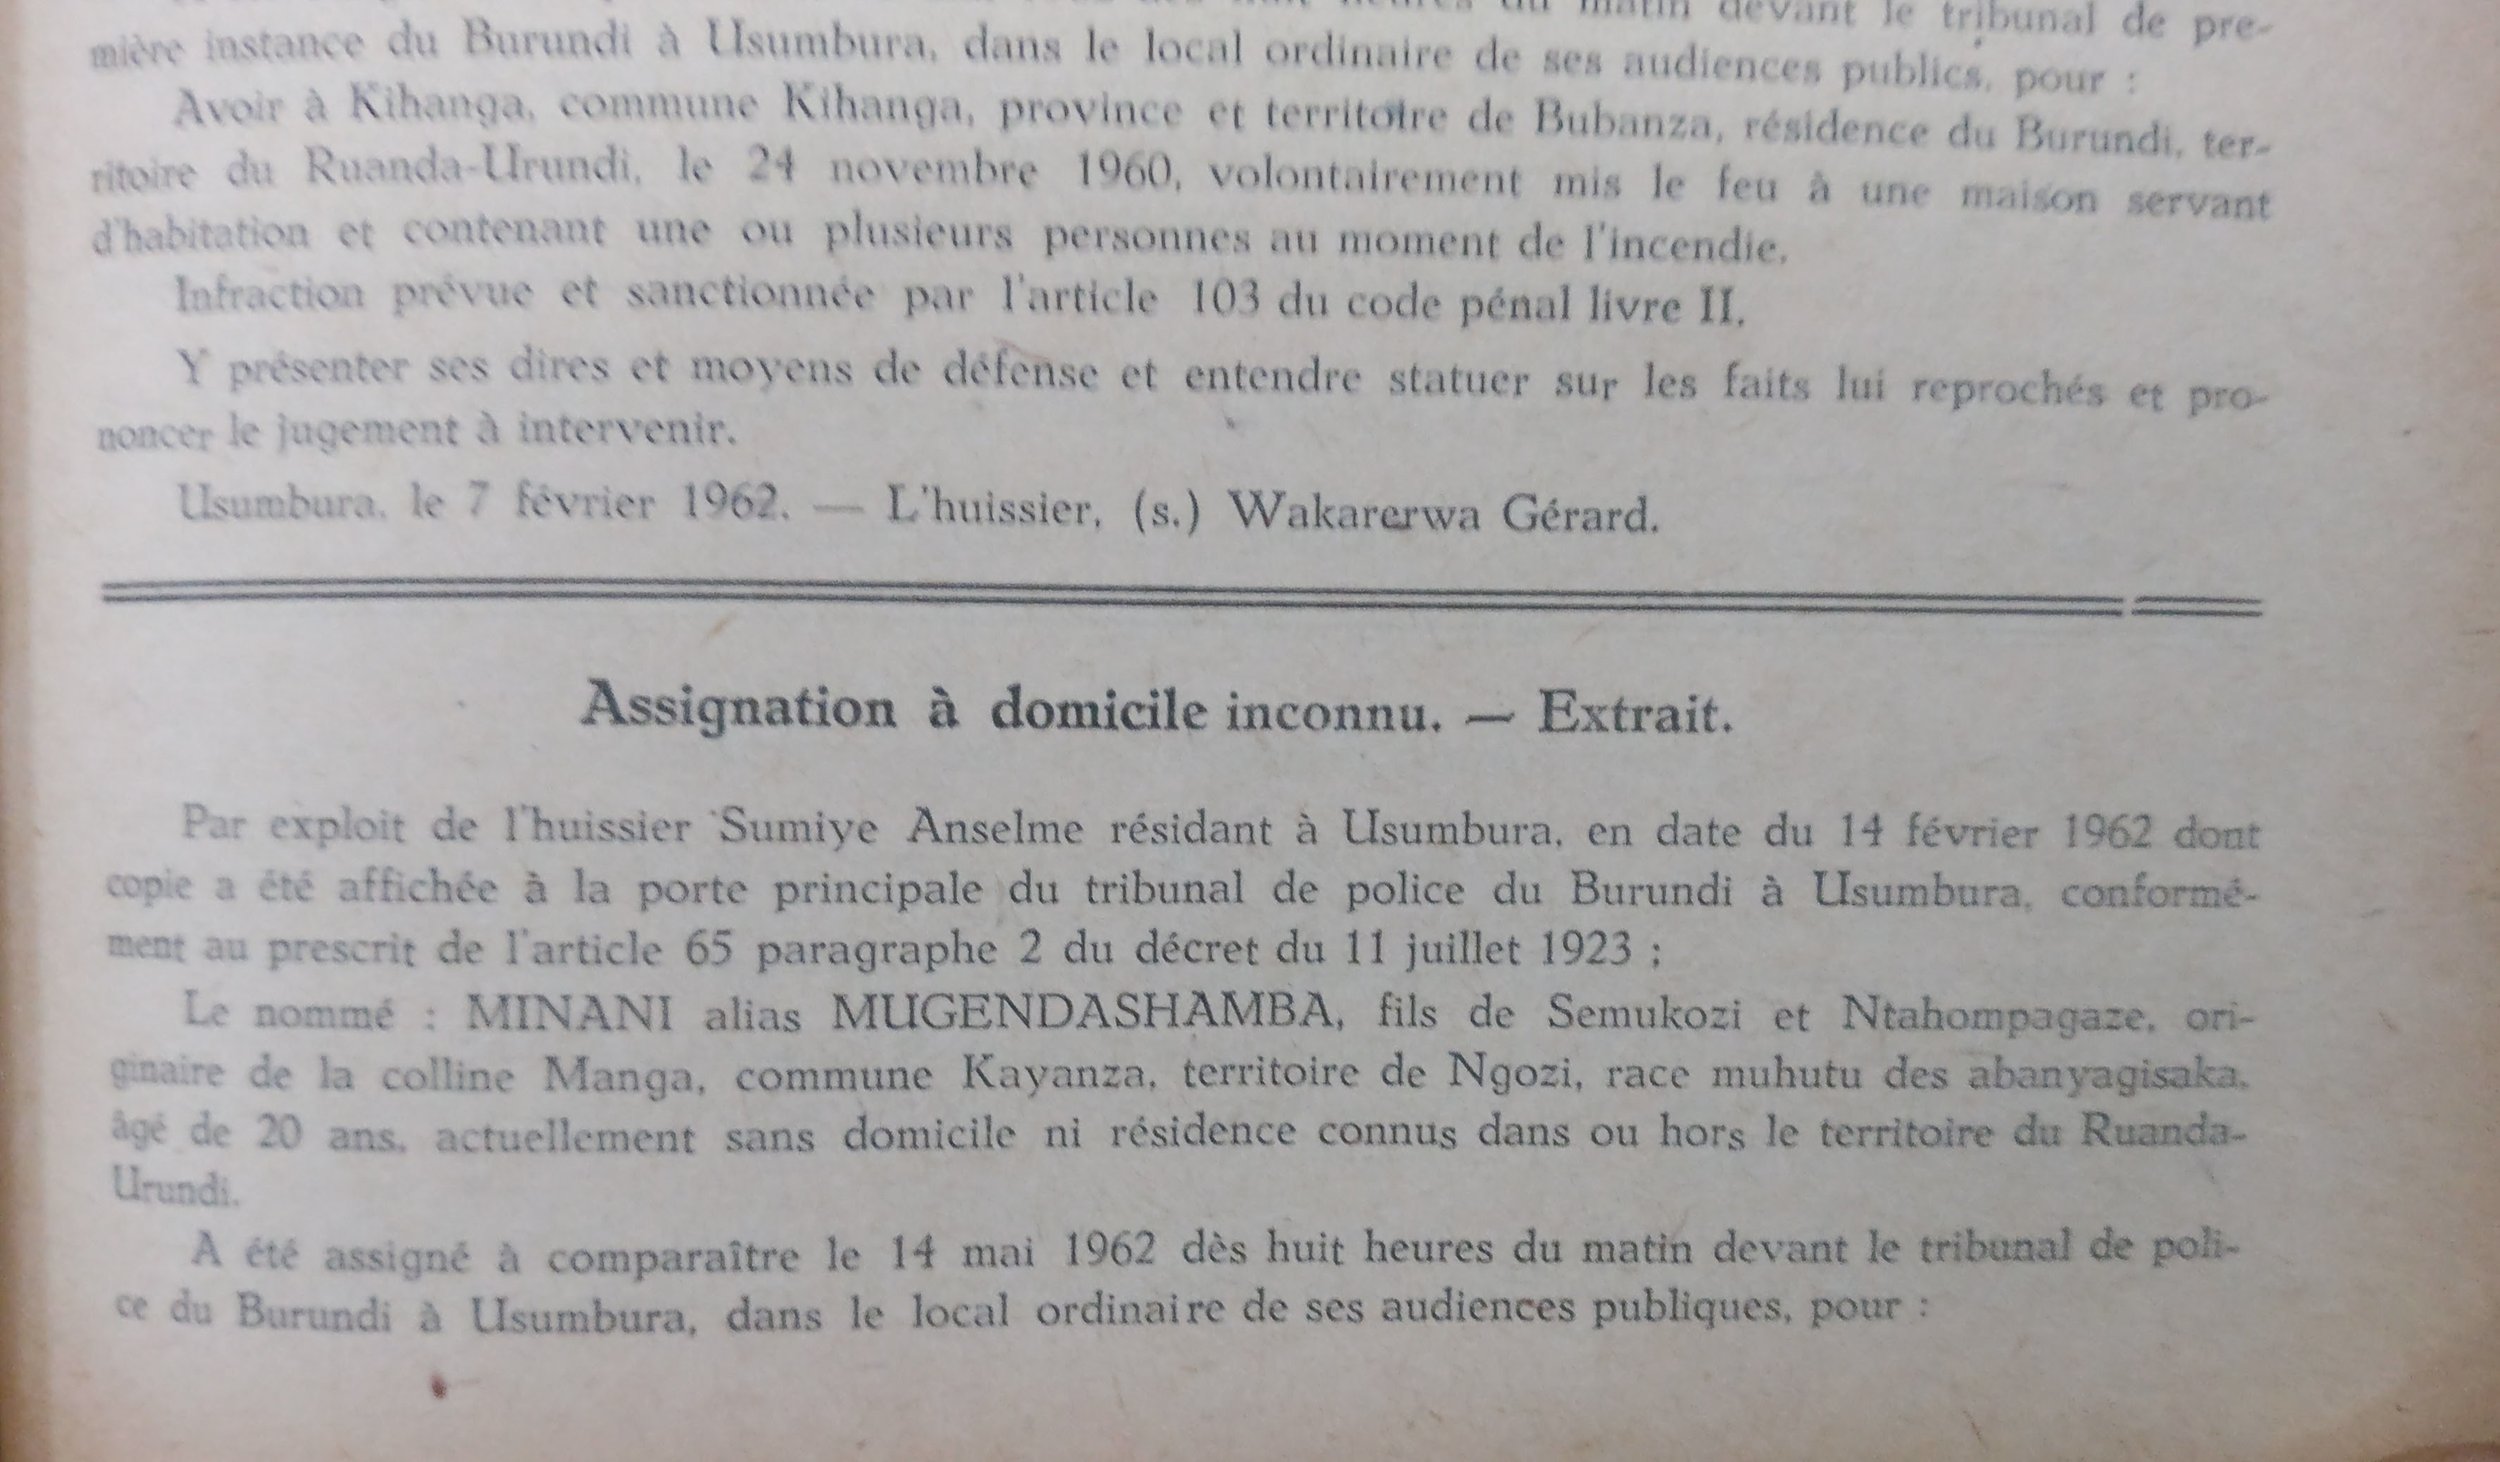 des huit heures du matin devant le tribunal de pre-
mière instance du Burundi à Usumbura, dans le local ordinaire de ses audiences publics, pour :
Avoir à Kihanga, commune Kihanga, province et territoire de Bubanza, résidence du Burundi, ter-
ritoire du Ruanda-Urundi, le 24 novembre 1960, volontairement mis le feu à une maison servant
d'habitation et contenant une ou plusieurs personnes au moment de l'incendie.
Infraction prévue et sanctionnée par l'article 103 du code pénal livre II.
Y présenter ses dires et moyens de défense et entendre statuer sur les faits lui reprochés et pro-
noncer le jugement à intervenir.
Usumbura, le 7 février 1962. — L'huissier, (s.) Wakarerwa Gérard.
Assignation à domicile inconnu. — Extrait.
Par exploit de l'huissier Sumiye Anselme résidant à Usumbura, en date du 14 février 1962 dont
copie a été affichée à la porte principale du tribunal de police du Burundi à Usumbura, conformé-
ment au prescrit de l'article 65 paragraphe 2 du décret du 11 juillet 1923 ;
Le nommé : MINANI alias MUGENDASHAMBA, fils de Semukozi et Ntahompagaze, ori-
ginaire de la colline Manga, commune Kayanza, territoire de Ngozi, race muhutu des abanyagisaka,
âgé de 20 ans, actuellement sans domicile ni résidence connus dans ou hors le territoire du Ruanda-
Urundi.
A été assigné à comparaître le 14 mai 1962 dès huit heures du matin devant le tribunal de poli-
ce du Burundi à Usumbura, dans le local ordinaire de ses audiences publiques, pour :